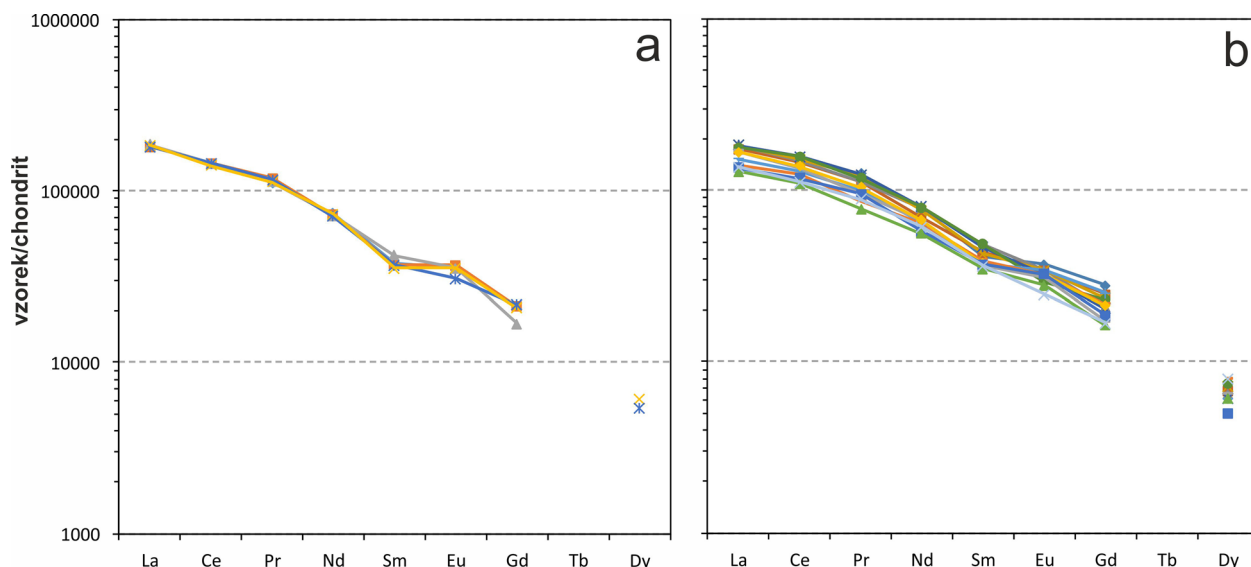 a
b
1000000
100000
10000
1000
vzorek/chondrit
La Ce Pr Nd Sm Eu Gd Tb Dy
La Ce Pr Nd Sm Eu Gd Tb Dy